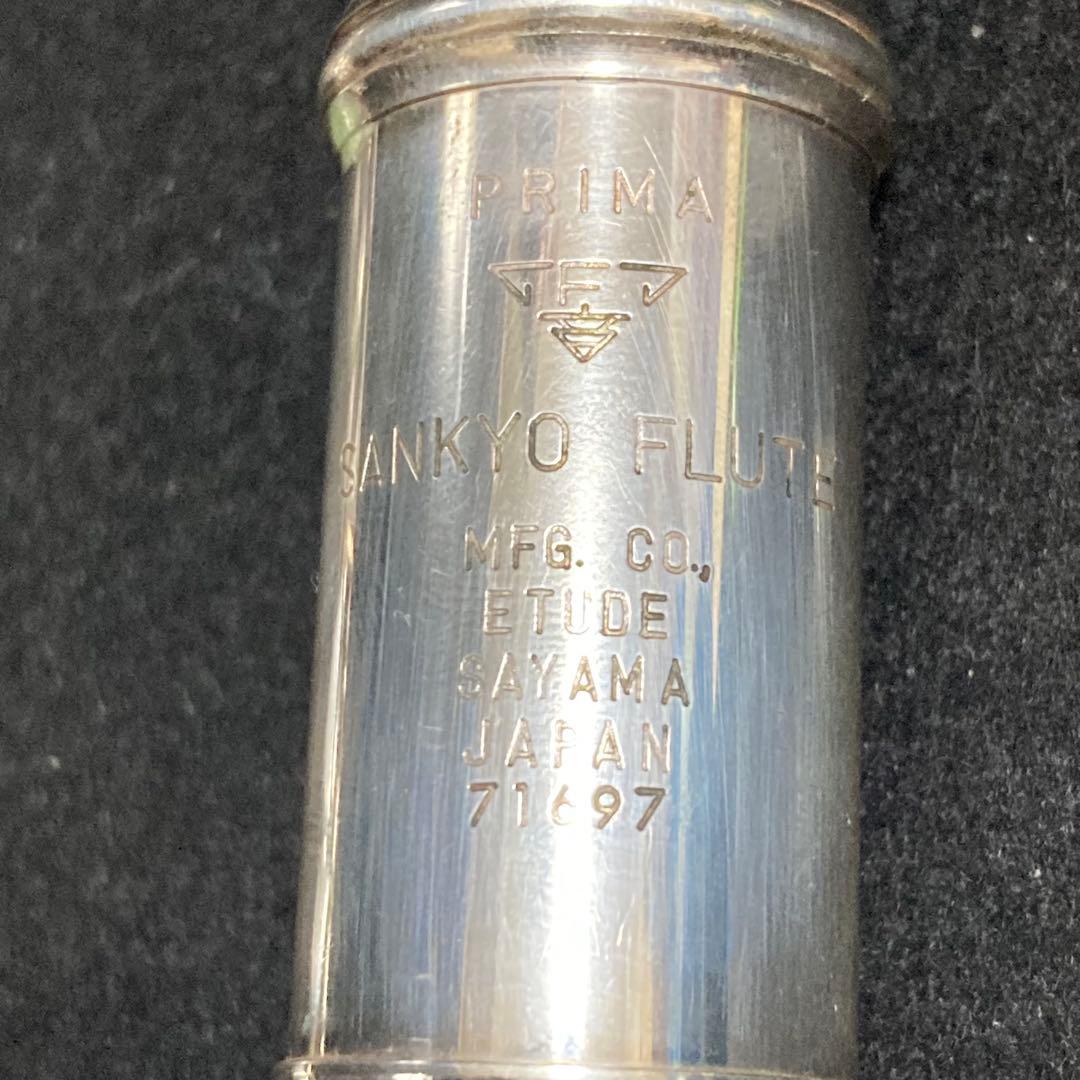 PRIMA
F
SANKYO FLUTE
MFG. CO.,
ETUDE
SAYAMA
JAPAN
71697